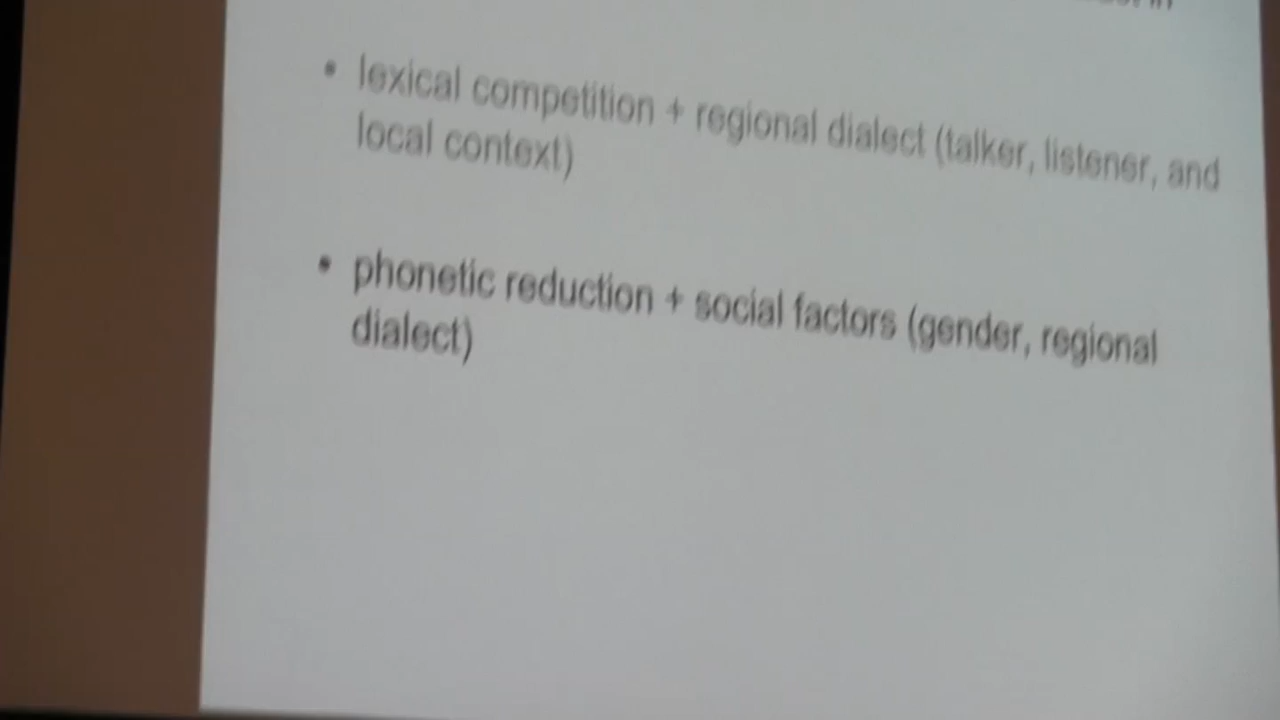 • lexical competition + regional dialect (talker, listener, and
local context)
• phonetic reduction + social factors (gender, regional
dialect)